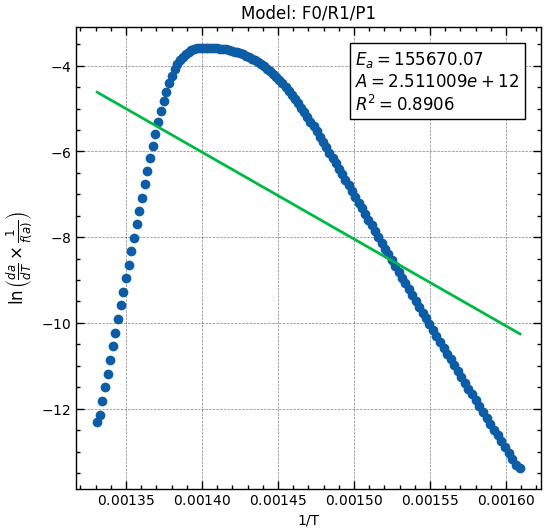 Model: F0/R1/P1
E_a = 155670.07
A = 2.511009e + 12
R^2 = 0.8906
ln(da/dT × 1/f(a))
−4
−6
−8
−10
−12
0.00135 0.00140 0.00145 0.00150 0.00155 0.00160
1/T